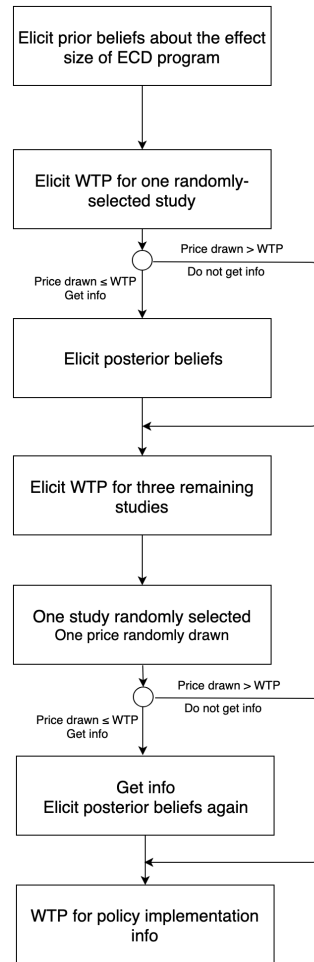 Elicit prior beliefs about the effect
size of ECD program
Elicit WTP for one randomly-
selected study
Price drawn > WTP
Do not get info
Price drawn ≤ WTP
Get info
Elicit posterior beliefs
Elicit WTP for three remaining
studies
One study randomly selected
One price randomly drawn
Price drawn > WTP
Do not get info
Price drawn ≤ WTP
Get info
Get info
Elicit posterior beliefs again
WTP for policy implementation
info